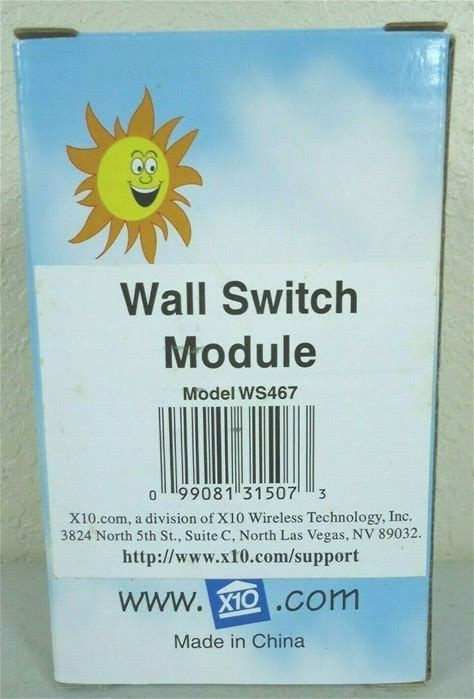 Wall Switch
Module
Model WS467
0 99081 31507 3
X10.com, a division of X10 Wireless Technology, Inc.
3824 North 5th St., Suite C, North Las Vegas, NV 89032.
http://www.x10.com/support
www. X10 .com
Made in China